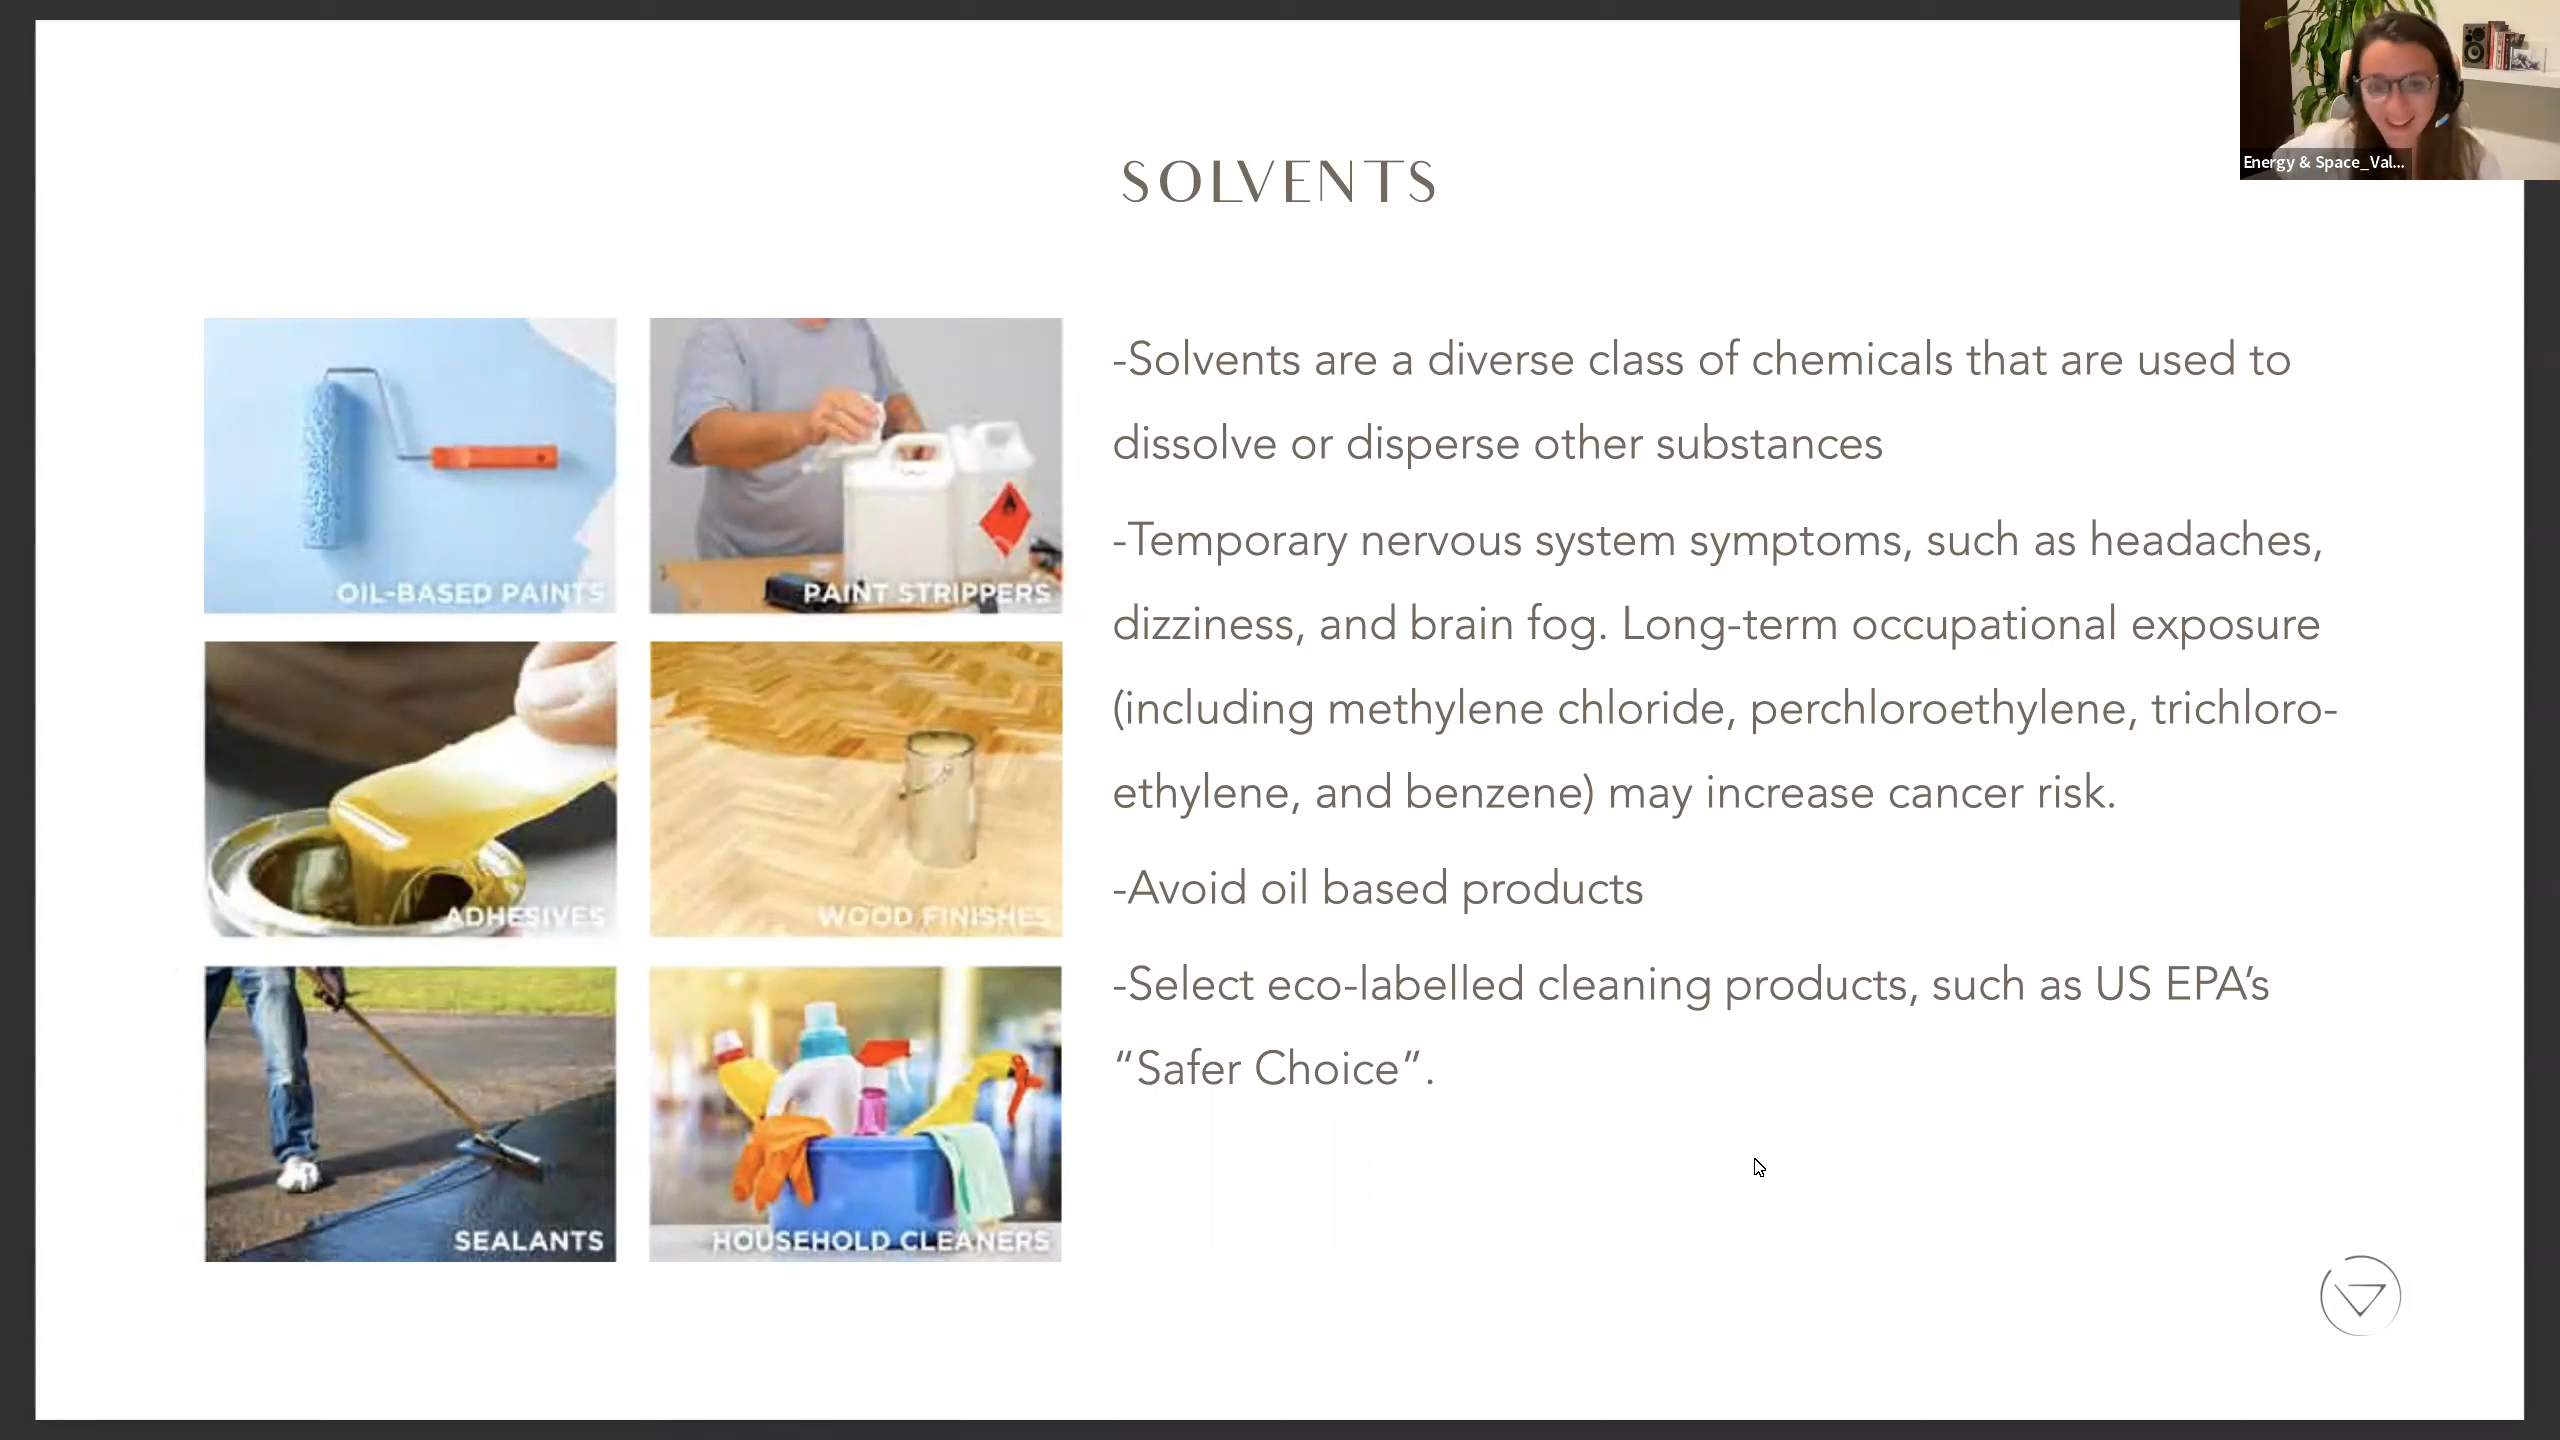 Energy & Space_Val...
SOLVENTS
OIL-BASED PAINTS
PAINT STRIPPERS
ADHESIVES
WOOD FINISHES
SEALANTS
HOUSEHOLD CLEANERS
-Solvents are a diverse class of chemicals that are used to
dissolve or disperse other substances
-Temporary nervous system symptoms, such as headaches,
dizziness, and brain fog. Long-term occupational exposure
(including methylene chloride, perchloroethylene, trichloro-
ethylene, and benzene) may increase cancer risk.
-Avoid oil based products
-Select eco-labelled cleaning products, such as US EPA’s
“Safer Choice”.